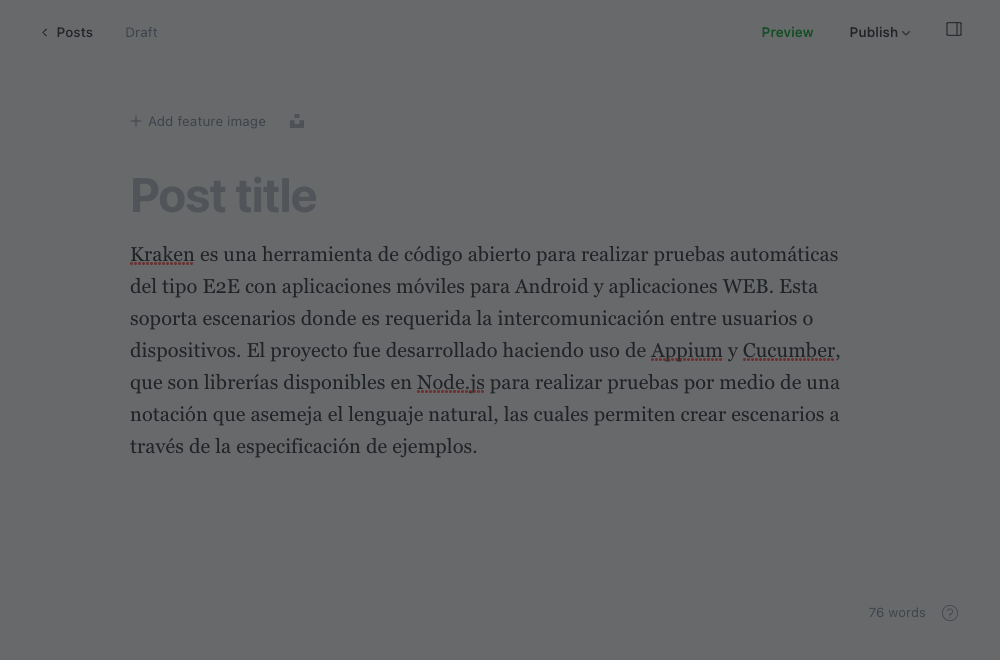 Posts Draft Preview Publish
Add feature image
Post title
Kraken es una herramienta de código abierto para realizar pruebas automáticas
del tipo E2E con aplicaciones móviles para Android y aplicaciones WEB. Esta
soporta escenarios donde es requerida la intercomunicación entre usuarios o
dispositivos. El proyecto fue desarrollado haciendo uso de Appium y Cucumber,
que son librerías disponibles en Node.js para realizar pruebas por medio de una
notación que asemeja el lenguaje natural, las cuales permiten crear escenarios a
través de la especificación de ejemplos.
76 words ?